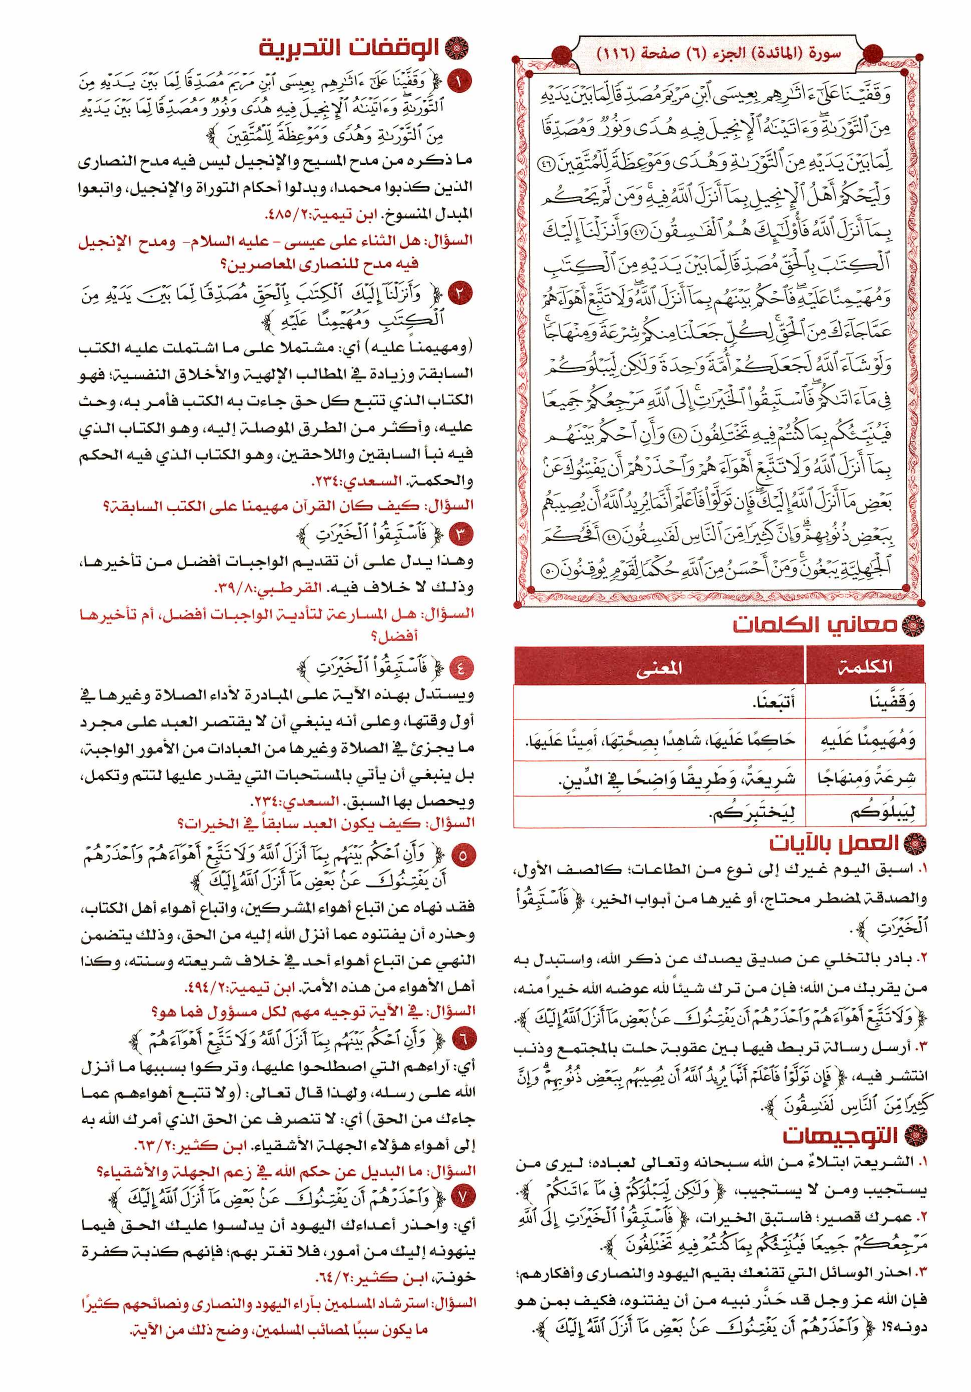 سورة (المائدة) الجزء (٦) صفحة (١١٦)
وَقَفَّيْنَا عَلَىٰٓ ءَاثَٰرِهِم بِعِيسَى ٱبْنِ مَرْيَمَ مُصَدِّقًا لِّمَا بَيْنَ يَدَيْهِ
مِنَ ٱلتَّوْرَىٰةِ ۖ وَءَاتَيْنَٰهُ ٱلْإِنجِيلَ فِيهِ هُدًى وَنُورٌ وَمُصَدِّقًا
لِّمَا بَيْنَ يَدَيْهِ مِنَ ٱلتَّوْرَىٰةِ وَهُدًى وَمَوْعِظَةً لِّلْمُتَّقِينَ ٤٦
وَلْيَحْكُمْ أَهْلُ ٱلْإِنجِيلِ بِمَآ أَنزَلَ ٱللَّهُ فِيهِ ۚ وَمَن لَّمْ يَحْكُم
بِمَآ أَنزَلَ ٱللَّهُ فَأُو۟لَٰٓئِكَ هُمُ ٱلْفَٰسِقُونَ ٤٧ وَأَنزَلْنَآ إِلَيْكَ
ٱلْكِتَٰبَ بِٱلْحَقِّ مُصَدِّقًا لِّمَا بَيْنَ يَدَيْهِ مِنَ ٱلْكِتَٰبِ
وَمُهَيْمِنًا عَلَيْهِ ۖ فَٱحْكُم بَيْنَهُم بِمَآ أَنزَلَ ٱللَّهُ ۖ وَلَا تَتَّبِعْ أَهْوَآءَهُمْ
عَمَّا جَآءَكَ مِنَ ٱلْحَقِّ ۚ لِكُلٍّ جَعَلْنَا مِنكُمْ شِرْعَةً وَمِنْهَاجًا ۚ
وَلَوْ شَآءَ ٱللَّهُ لَجَعَلَكُمْ أُمَّةً وَٰحِدَةً وَلَٰكِن لِّيَبْلُوَكُمْ
فِى مَآ ءَاتَىٰكُمْ ۖ فَٱسْتَبِقُوا۟ ٱلْخَيْرَٰتِ ۚ إِلَى ٱللَّهِ مَرْجِعُكُمْ جَمِيعًا
فَيُنَبِّئُكُم بِمَا كُنتُمْ فِيهِ تَخْتَلِفُونَ ٤٨ وَأَنِ ٱحْكُم بَيْنَهُم
بِمَآ أَنزَلَ ٱللَّهُ وَلَا تَتَّبِعْ أَهْوَآءَهُمْ وَٱحْذَرْهُمْ أَن يَفْتِنُوكَ عَنۢ
بَعْضِ مَآ أَنزَلَ ٱللَّهُ إِلَيْكَ ۖ فَإِن تَوَلَّوْا۟ فَٱعْلَمْ أَنَّمَا يُرِيدُ ٱللَّهُ أَن يُصِيبَهُم
بِبَعْضِ ذُنُوبِهِمْ ۗ وَإِنَّ كَثِيرًا مِّنَ ٱلنَّاسِ لَفَٰسِقُونَ ٤٩ أَفَحُكْمَ
ٱلْجَٰهِلِيَّةِ يَبْغُونَ ۚ وَمَنْ أَحْسَنُ مِنَ ٱللَّهِ حُكْمًا لِّقَوْمٍ يُوقِنُونَ ٥٠
معاني الكلمات
الكلمة المعنى
وَقَفَّينَا أَتبَعنَا.
وَمُهَيمِنًا عَلَيهِ حَاكِمًا عَلَيهَا، شَاهِدًا بِصِحَّتِهَا، أَمِينًا عَلَيهَا.
شِرعَةً وَمِنهَاجًا شَرِيعَةً، وَطَرِيقًا وَاضِحًا فِي الدِّينِ.
لِيَبلُوَكُم لِيَختَبِرَكُم.
العمل بالآيات
١. اسبق اليوم غيرك إلى نوع من الطاعات؛ كالصف الأول،
والصدقة لمضطر محتاج، أو غيرها من أبواب الخير، ﴿ فَٱسْتَبِقُوا۟
ٱلْخَيْرَٰتِ ﴾.
٢. بادر بالتخلي عن صديق يصدك عن ذكر الله، واستبدل به
من يقربك من الله؛ فإن من ترك شيئاً لله عوضه الله خيراً منه،
﴿ وَلَا تَتَّبِعْ أَهْوَآءَهُمْ وَٱحْذَرْهُمْ أَن يَفْتِنُوكَ عَنۢ بَعْضِ مَآ أَنزَلَ ٱللَّهُ إِلَيْكَ ﴾.
٣. أرسل رسالة تربط فيها بين عقوبة حلت بالمجتمع وذنب
انتشر فيه، ﴿ فَإِن تَوَلَّوْا۟ فَٱعْلَمْ أَنَّمَا يُرِيدُ ٱللَّهُ أَن يُصِيبَهُم بِبَعْضِ ذُنُوبِهِمْ ۗ وَإِنَّ
كَثِيرًا مِّنَ ٱلنَّاسِ لَفَٰسِقُونَ ﴾.
التوجيهات
١. الشريعة ابتلاءٌ من الله سبحانه وتعالى لعباده؛ ليرى من
يستجيب ومن لا يستجيب، ﴿ وَلَٰكِن لِّيَبْلُوَكُمْ فِى مَآ ءَاتَىٰكُمْ ﴾.
٢. عمرك قصير؛ فاستبق الخيرات، ﴿ فَٱسْتَبِقُوا۟ ٱلْخَيْرَٰتِ إِلَى ٱللَّهِ
مَرْجِعُكُمْ جَمِيعًا فَيُنَبِّئُكُم بِمَا كُنتُمْ فِيهِ تَخْتَلِفُونَ ﴾.
٣. احذر الوسائل التي تقنعك بقيم اليهود والنصارى وأفكارهم؛
فإن الله عز وجل قد حَذَّر نبيه من أن يفتنوه، فكيف بمن هو
دونه؟! ﴿ وَٱحْذَرْهُمْ أَن يَفْتِنُوكَ عَنۢ بَعْضِ مَآ أَنزَلَ ٱللَّهُ إِلَيْكَ ﴾.
الوقفات التدبرية
١ ﴿ وَقَفَّيْنَا عَلَىٰٓ ءَاثَٰرِهِم بِعِيسَى ٱبْنِ مَرْيَمَ مُصَدِّقًا لِّمَا بَيْنَ يَدَيْهِ مِنَ
ٱلتَّوْرَىٰةِ ۖ وَءَاتَيْنَٰهُ ٱلْإِنجِيلَ فِيهِ هُدًى وَنُورٌ وَمُصَدِّقًا لِّمَا بَيْنَ يَدَيْهِ
مِنَ ٱلتَّوْرَىٰةِ وَهُدًى وَمَوْعِظَةً لِّلْمُتَّقِينَ ﴾
ما ذكره من مدح المسيح والإنجيل ليس فيه مدح النصارى
الذين كذبوا محمدا، وبدلوا أحكام التوراة والإنجيل، واتبعوا
المبدل المنسوخ. ابن تيمية:٢/٤٨٥.
السؤال: هل الثناء على عيسى - عليه السلام- ومدح الإنجيل
فيه مدح للنصارى المعاصرين؟
٢ ﴿ وَأَنزَلْنَآ إِلَيْكَ ٱلْكِتَٰبَ بِٱلْحَقِّ مُصَدِّقًا لِّمَا بَيْنَ يَدَيْهِ مِنَ
ٱلْكِتَٰبِ وَمُهَيْمِنًا عَلَيْهِ ﴾
(ومهيمناً عليه) أي: مشتملا على ما اشتملت عليه الكتب
السابقة وزيادة في المطالب الإلهية والأخلاق النفسية؛ فهو
الكتاب الذي تتبع كل حق جاءت به الكتب فأمر به، وحث
عليه، وأكثر من الطرق الموصلة إليه، وهو الكتاب الذي
فيه نبأ السابقين واللاحقين، وهو الكتاب الذي فيه الحكم
والحكمة. السعدي:٢٣٤.
السؤال: كيف كان القرآن مهيمنا على الكتب السابقة؟
٣ ﴿ فَٱسْتَبِقُوا۟ ٱلْخَيْرَٰتِ ﴾
وهذا يدل على أن تقديم الواجبات أفضل من تأخيرها،
وذلك لا خلاف فيه. القرطبي:٨/٣٩.
السؤال: هل المسارعة لتأدية الواجبات أفضل، أم تأخيرها
أفضل؟
٤ ﴿ فَٱسْتَبِقُوا۟ ٱلْخَيْرَٰتِ ﴾
ويستدل بهذه الآية على المبادرة لأداء الصلاة وغيرها في
أول وقتها، وعلى أنه ينبغي أن لا يقتصر العبد على مجرد
ما يجزئ في الصلاة وغيرها من العبادات من الأمور الواجبة،
بل ينبغي أن يأتي بالمستحبات التي يقدر عليها لتتم وتكمل،
ويحصل بها السبق. السعدي:٢٣٤.
السؤال: كيف يكون العبد سابقاً في الخيرات؟
٥ ﴿ وَأَنِ ٱحْكُم بَيْنَهُم بِمَآ أَنزَلَ ٱللَّهُ وَلَا تَتَّبِعْ أَهْوَآءَهُمْ وَٱحْذَرْهُمْ
أَن يَفْتِنُوكَ عَنۢ بَعْضِ مَآ أَنزَلَ ٱللَّهُ إِلَيْكَ ﴾
فقد نهاه عن اتباع أهواء المشركين، واتباع أهواء أهل الكتاب،
وحذره أن يفتنوه عما أنزل الله إليه من الحق، وذلك يتضمن
النهي عن اتباع أهواء أحد في خلاف شريعته وسنته، وكذا
أهل الأهواء من هذه الأمة. ابن تيمية:٢/٤٩٤.
السؤال: في الآية توجيه مهم لكل مسؤول فما هو؟
٦ ﴿ وَأَنِ ٱحْكُم بَيْنَهُم بِمَآ أَنزَلَ ٱللَّهُ وَلَا تَتَّبِعْ أَهْوَآءَهُمْ ﴾
أي: آراءهم التي اصطلحوا عليها، وتركوا بسببها ما أنزل
الله على رسله، ولهذا قال تعالى: (ولا تتبع أهواءهم عما
جاءك من الحق) أي: لا تنصرف عن الحق الذي أمرك الله به
إلى أهواء هؤلاء الجهلة الأشقياء. ابن كثير:٢/٦٣.
السؤال: ما البديل عن حكم الله في زعم الجهلة والأشقياء؟
٧ ﴿ وَٱحْذَرْهُمْ أَن يَفْتِنُوكَ عَنۢ بَعْضِ مَآ أَنزَلَ ٱللَّهُ إِلَيْكَ ﴾
أي: واحذر أعداءك اليهود أن يدلسوا عليك الحق فيما
ينهونه إليك من أمور، فلا تغتر بهم؛ فإنهم كذبة كفرة
خونة، ابن كثير:٢/٦٤.
السؤال: استرشاد المسلمين بآراء اليهود والنصارى ونصائحهم كثيرًا
ما يكون سببًا لمصائب المسلمين، وضح ذلك من الآية.